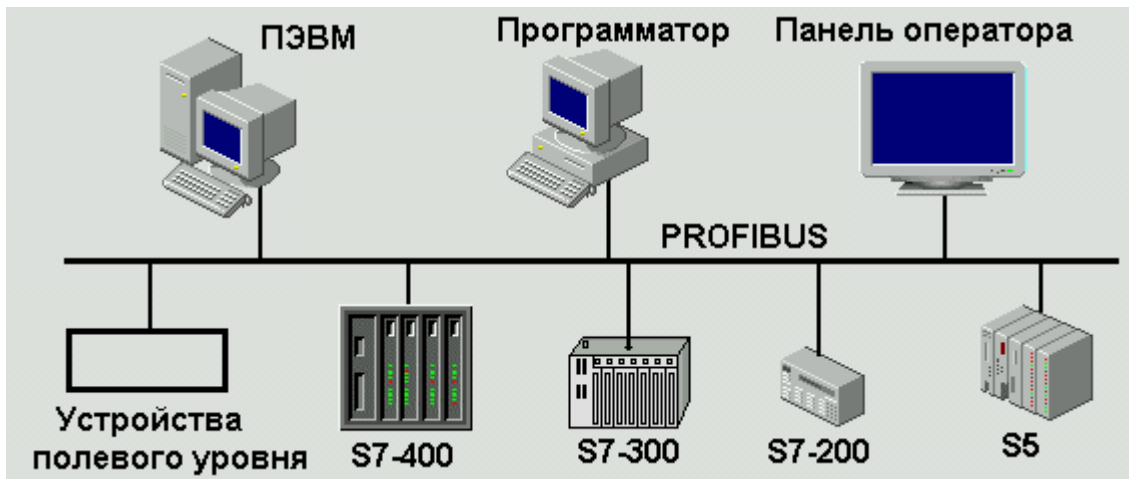 ПЭВМ
Программатор
Панель оператора
PROFIBUS
Устройства
полевого уровня
S7-400
S7-300
S7-200
S5